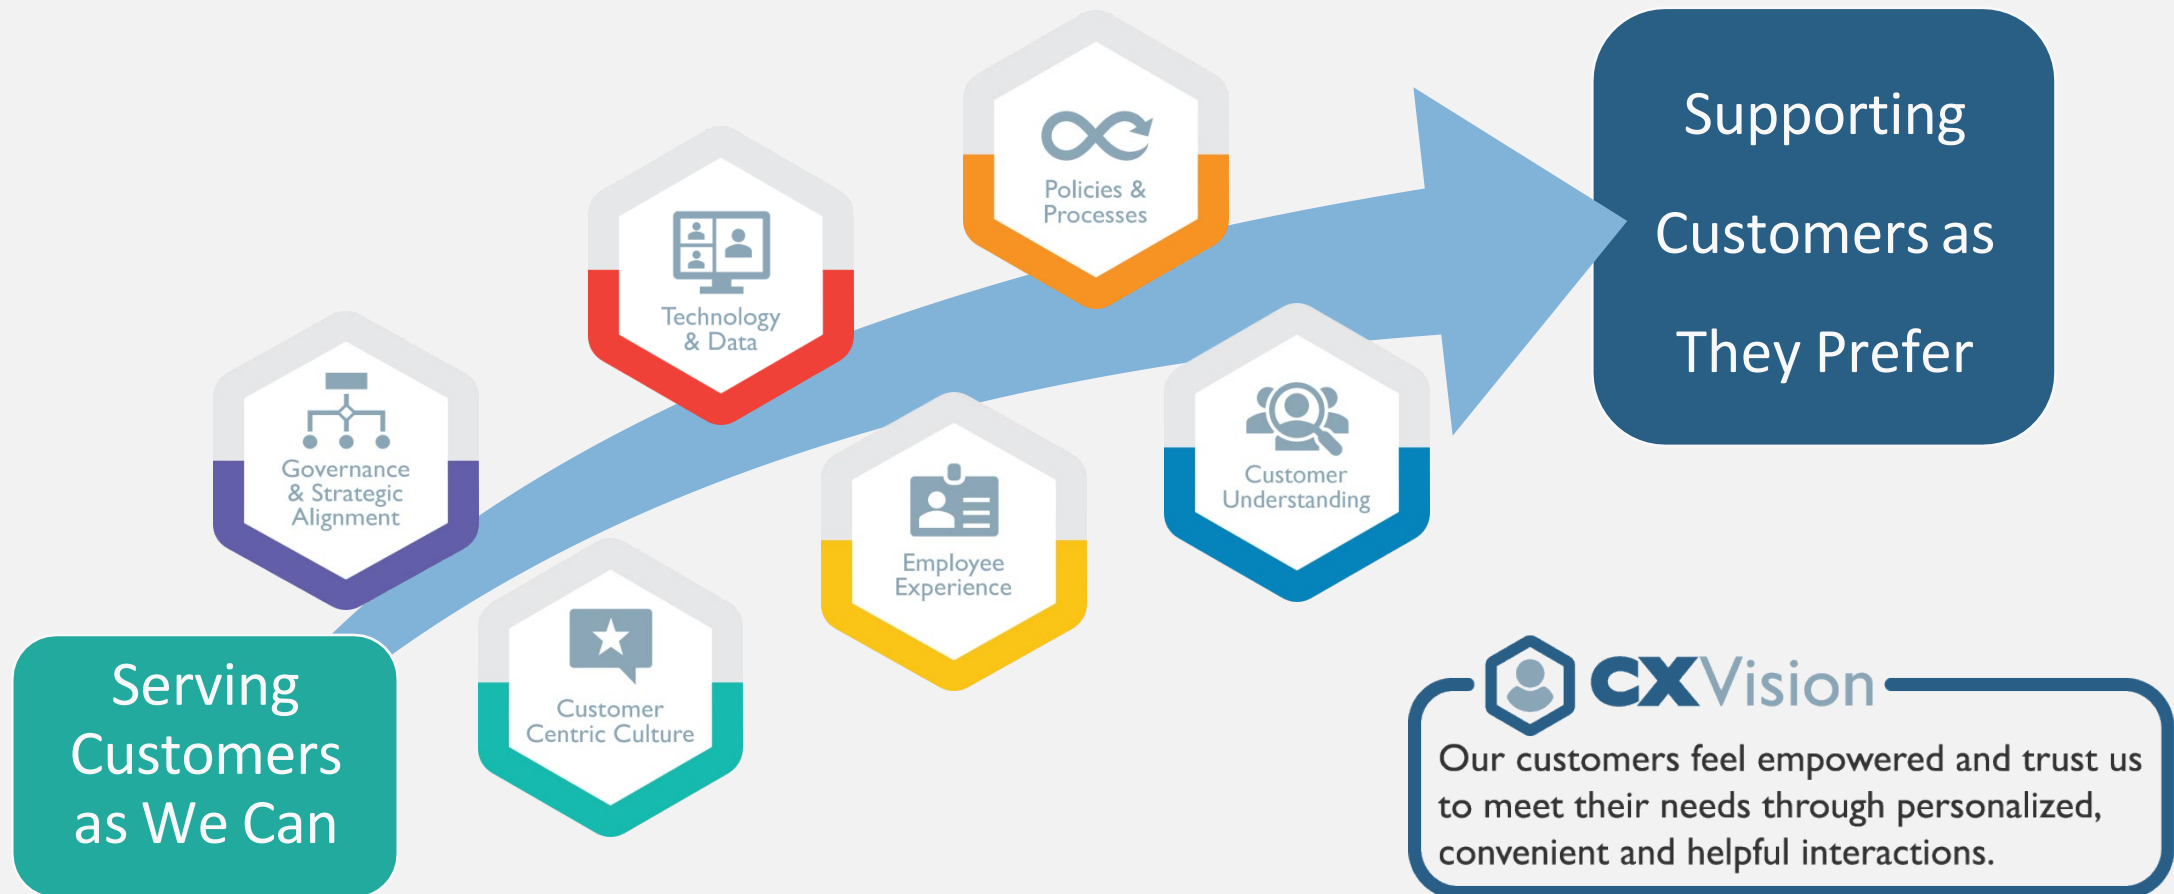 Supporting
Customers as
They Prefer
Policies &
Processes
Technology
& Data
Governance
& Strategic
Alignment
Customer
Understanding
Employee
Experience
Customer
Centric Culture
Serving
Customers
as We Can
CXVision
Our customers feel empowered and trust us
to meet their needs through personalized,
convenient and helpful interactions.